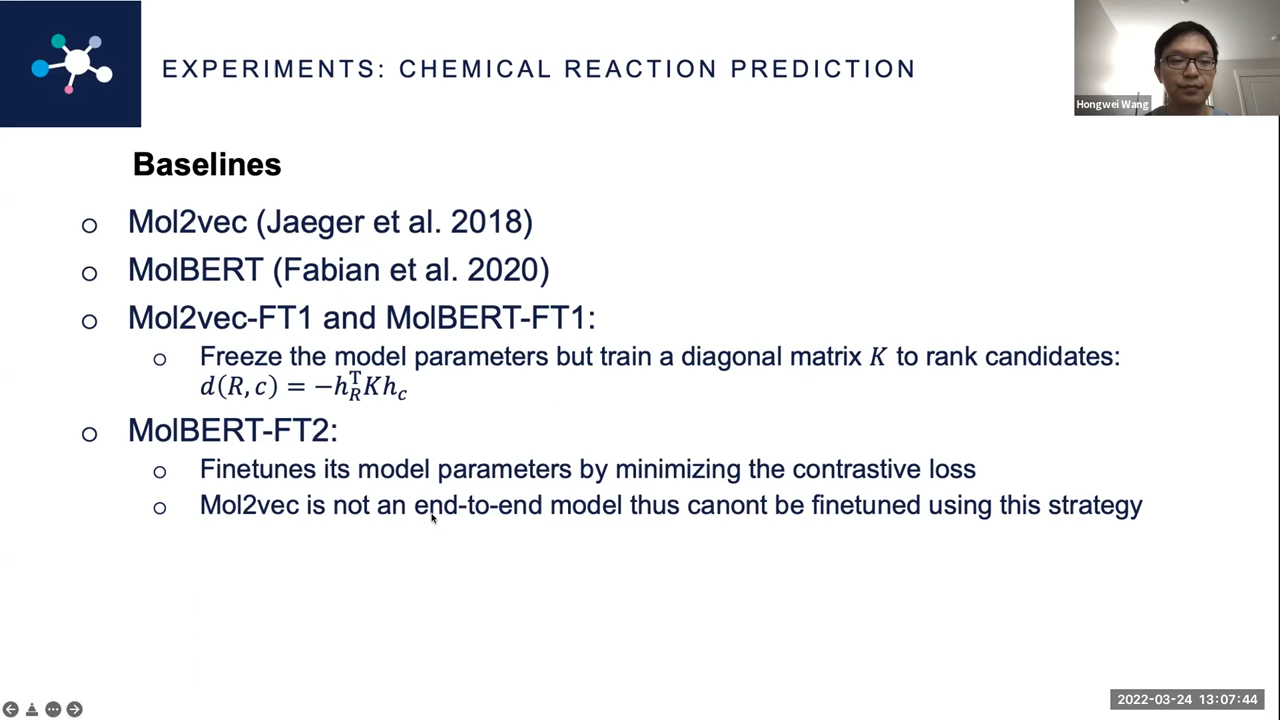 EXPERIMENTS: CHEMICAL REACTION PREDICTION
Hongwei Wang
Baselines
o Mol2vec (Jaeger et al. 2018)
o MolBERT (Fabian et al. 2020)
o Mol2vec-FT1 and MolBERT-FT1:
o Freeze the model parameters but train a diagonal matrix K to rank candidates:
d(R, c) = −h_R^T K h_c
o MolBERT-FT2:
o Finetunes its model parameters by minimizing the contrastive loss
o Mol2vec is not an end-to-end model thus canont be finetuned using this strategy
2022-03-24 13:07:44